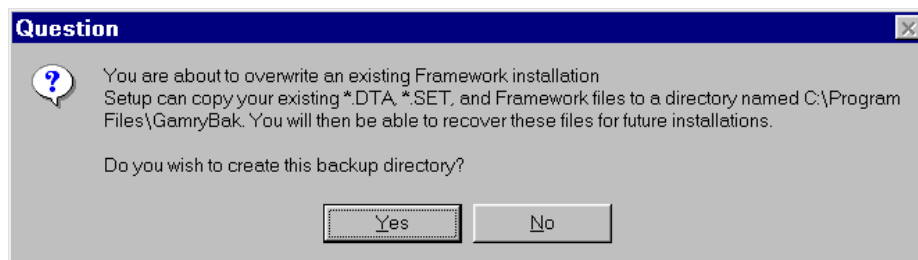 Question
You are about to overwrite an existing Framework installation
Setup can copy your existing *.DTA, *.SET, and Framework files to a directory named C:\Program
Files\GamryBak. You will then be able to recover these files for future installations.
Do you wish to create this backup directory?
Yes
No